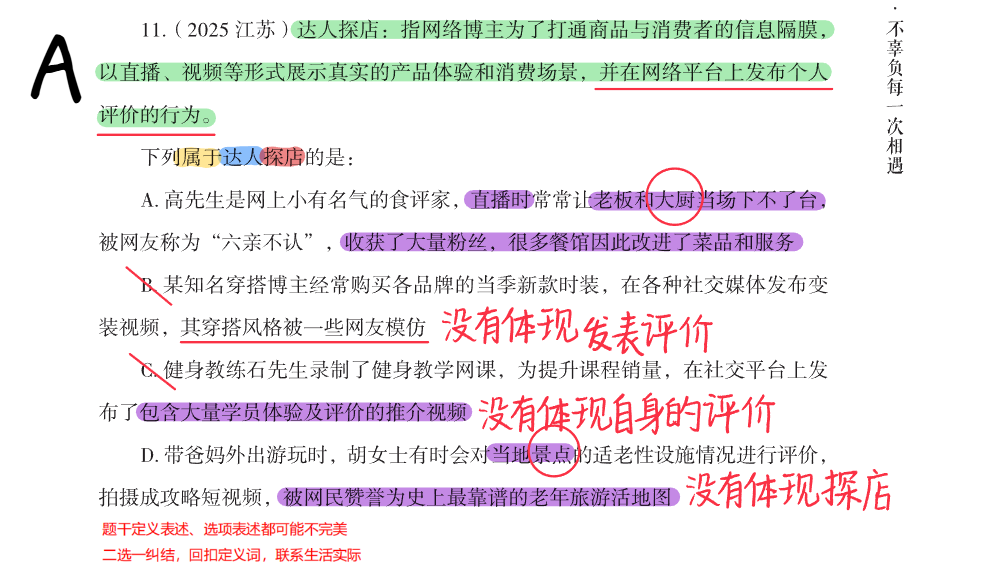 A
11.（2025 江苏）达人探店：指网络博主为了打通商品与消费者的信息隔膜，
以直播、视频等形式展示真实的产品体验和消费场景，并在网络平台上发布个人
评价的行为。
下列属于达人探店的是：
A. 高先生是网上小有名气的食评家，直播时常常让老板和大厨当场下不了台，
被网友称为“六亲不认”，收获了大量粉丝，很多餐馆因此改进了菜品和服务
B. 某知名穿搭博主经常购买各品牌的当季新款时装，在各种社交媒体发布变
装视频，其穿搭风格被一些网友模仿 没有体现发表评价
C. 健身教练石先生录制了健身教学网课，为提升课程销量，在社交平台上发
布了包含大量学员体验及评价的推介视频 没有体现自身的评价
D. 带爸妈外出游玩时，胡女士有时会对当地景点的适老性设施情况进行评价，
拍摄成攻略短视频，被网民赞誉为史上最靠谱的老年旅游活地图 没有体现探店
题干定义表述、选项表述都可能不完美
二选一纠结，回扣定义词，联系生活实际
·不辜负每一次相遇